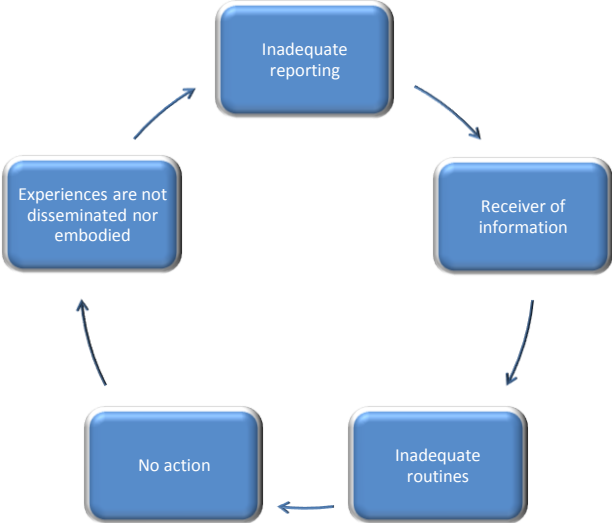 Inadequate
reporting
Receiver of
information
Inadequate
routines
No action
Experiences are not
disseminated nor
embodied